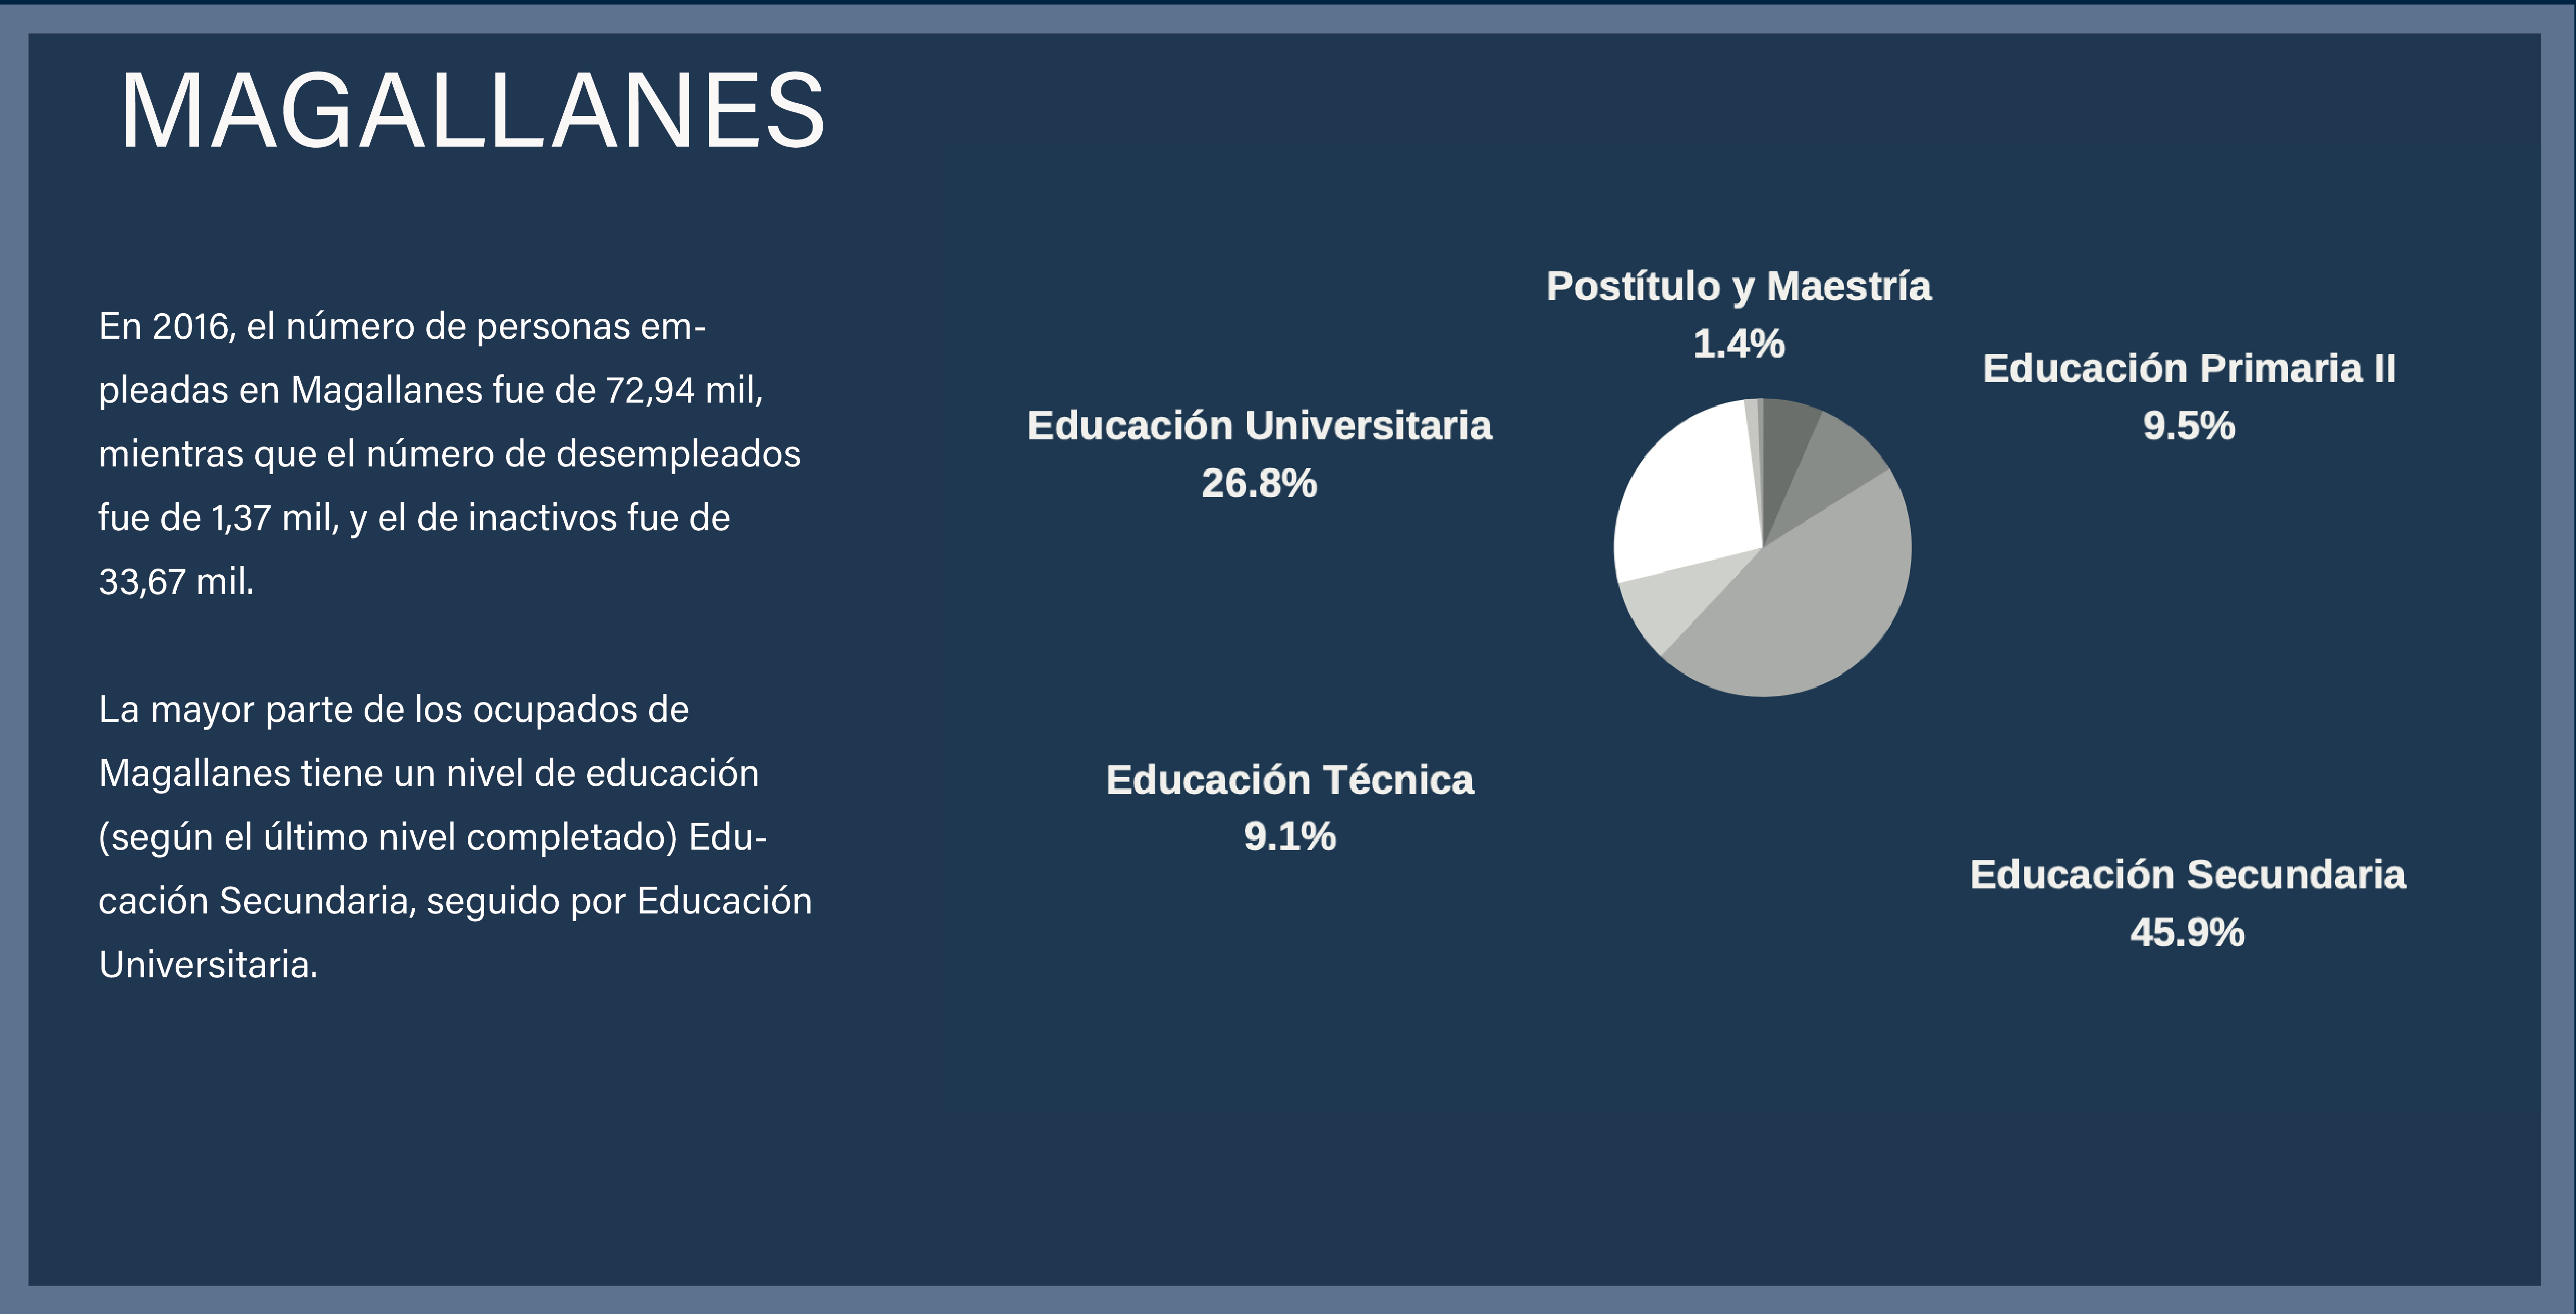 MAGALLANES
En 2016, el número de personas em-
pleadas en Magallanes fue de 72,94 mil,
mientras que el número de desempleados
fue de 1,37 mil, y el de inactivos fue de
33,67 mil.
La mayor parte de los ocupados de
Magallanes tiene un nivel de educación
(según el último nivel completado) Edu-
cación Secundaria, seguido por Educación
Universitaria.
Postítulo y Maestría
1.4%
Educación Primaria II
9.5%
Educación Universitaria
26.8%
Educación Técnica
9.1%
Educación Secundaria
45.9%